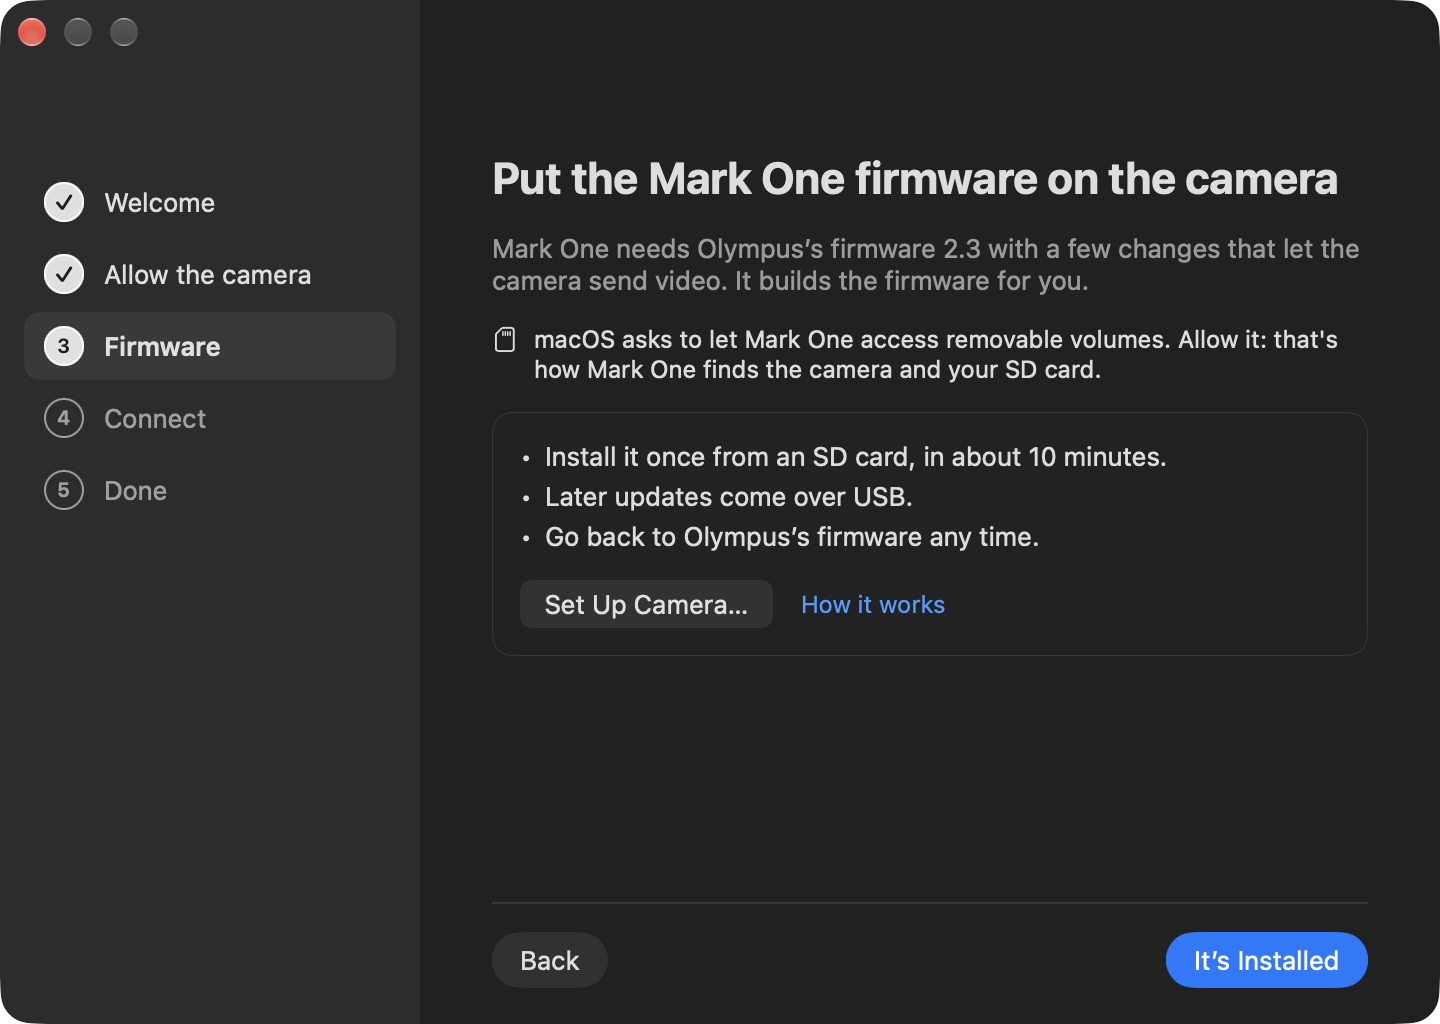 Welcome
Allow the camera
3 Firmware
4 Connect
5 Done
Put the Mark One firmware on the camera
Mark One needs Olympus’s firmware 2.3 with a few changes that let the
camera send video. It builds the firmware for you.
macOS asks to let Mark One access removable volumes. Allow it: that's
how Mark One finds the camera and your SD card.
• Install it once from an SD card, in about 10 minutes.
• Later updates come over USB.
• Go back to Olympus’s firmware any time.
Set Up Camera... How it works
Back It’s Installed